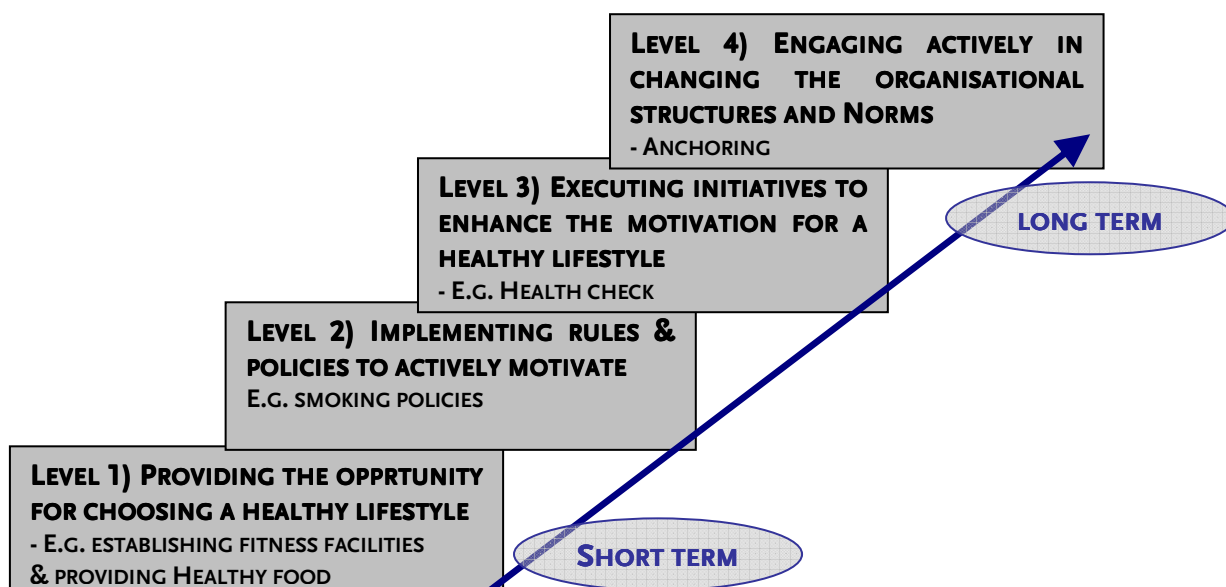 LEVEL 4) ENGAGING ACTIVELY IN
CHANGING THE ORGANISATIONAL
STRUCTURES AND NORMS
- ANCHORING
LEVEL 3) EXECUTING INITIATIVES TO
ENHANCE THE MOTIVATION FOR A
HEALTHY LIFESTYLE
- E.G. HEALTH CHECK
LONG TERM
LEVEL 2) IMPLEMENTING RULES &
POLICIES TO ACTIVELY MOTIVATE
E.G. SMOKING POLICIES
LEVEL 1) PROVIDING THE OPPRTUNITY
FOR CHOOSING A HEALTHY LIFESTYLE
- E.G. ESTABLISHING FITNESS FACILITIES
& PROVIDING HEALTHY FOOD
SHORT TERM